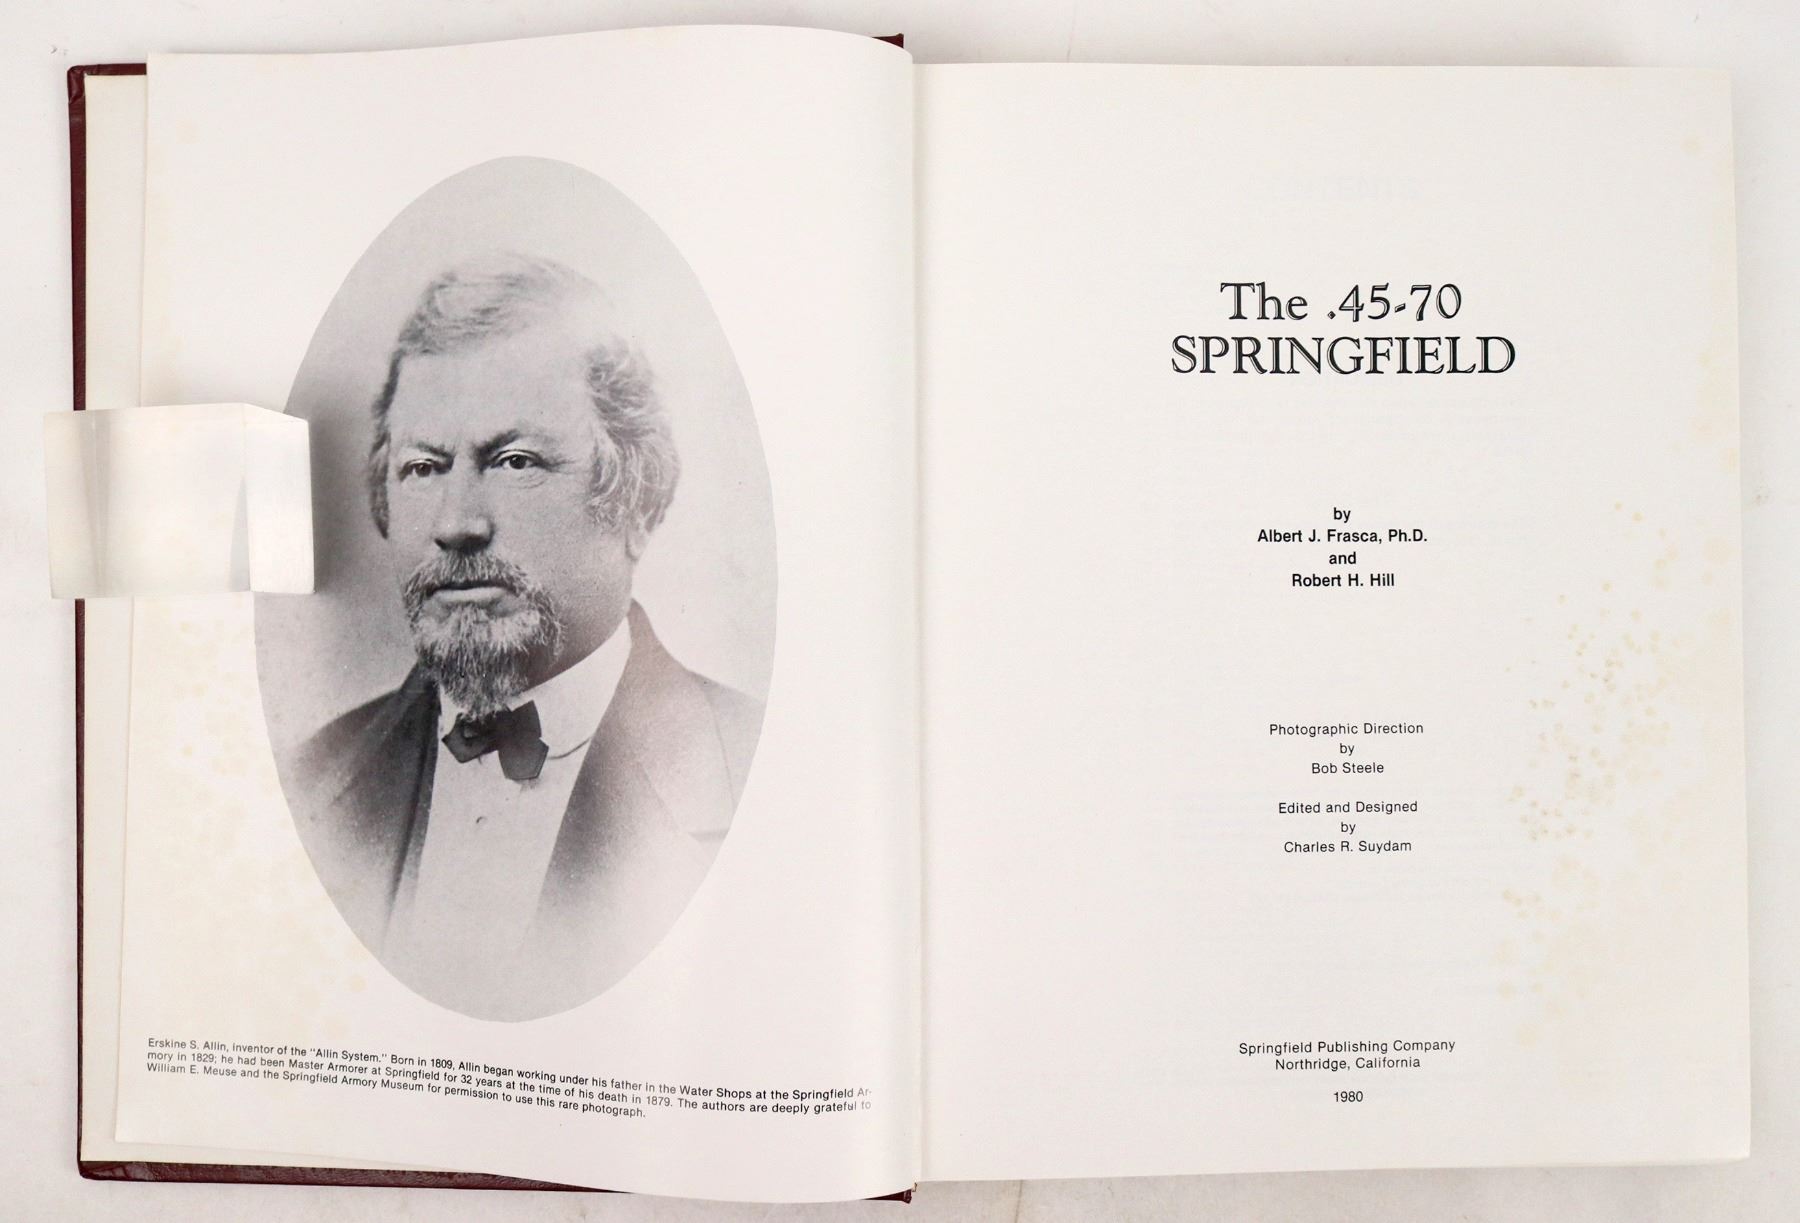 Erskine S. Allin, inventor of the "Allin System." Born in 1809, Allin began working under his father in the Water Shops at the Springfield Ar-
mory in 1829; he had been Master Armorer at Springfield for 32 years at the time of his death in 1879. The authors are deeply grateful to
William E. Meuse and the Springfield Armory Museum for permission to use this rare photograph.
The .45-70
SPRINGFIELD
by
Albert J. Frasca, Ph.D.
and
Robert H. Hill
Photographic Direction
by
Bob Steele
Edited and Designed
by
Charles R. Suydam
Springfield Publishing Company
Northridge, California
1980